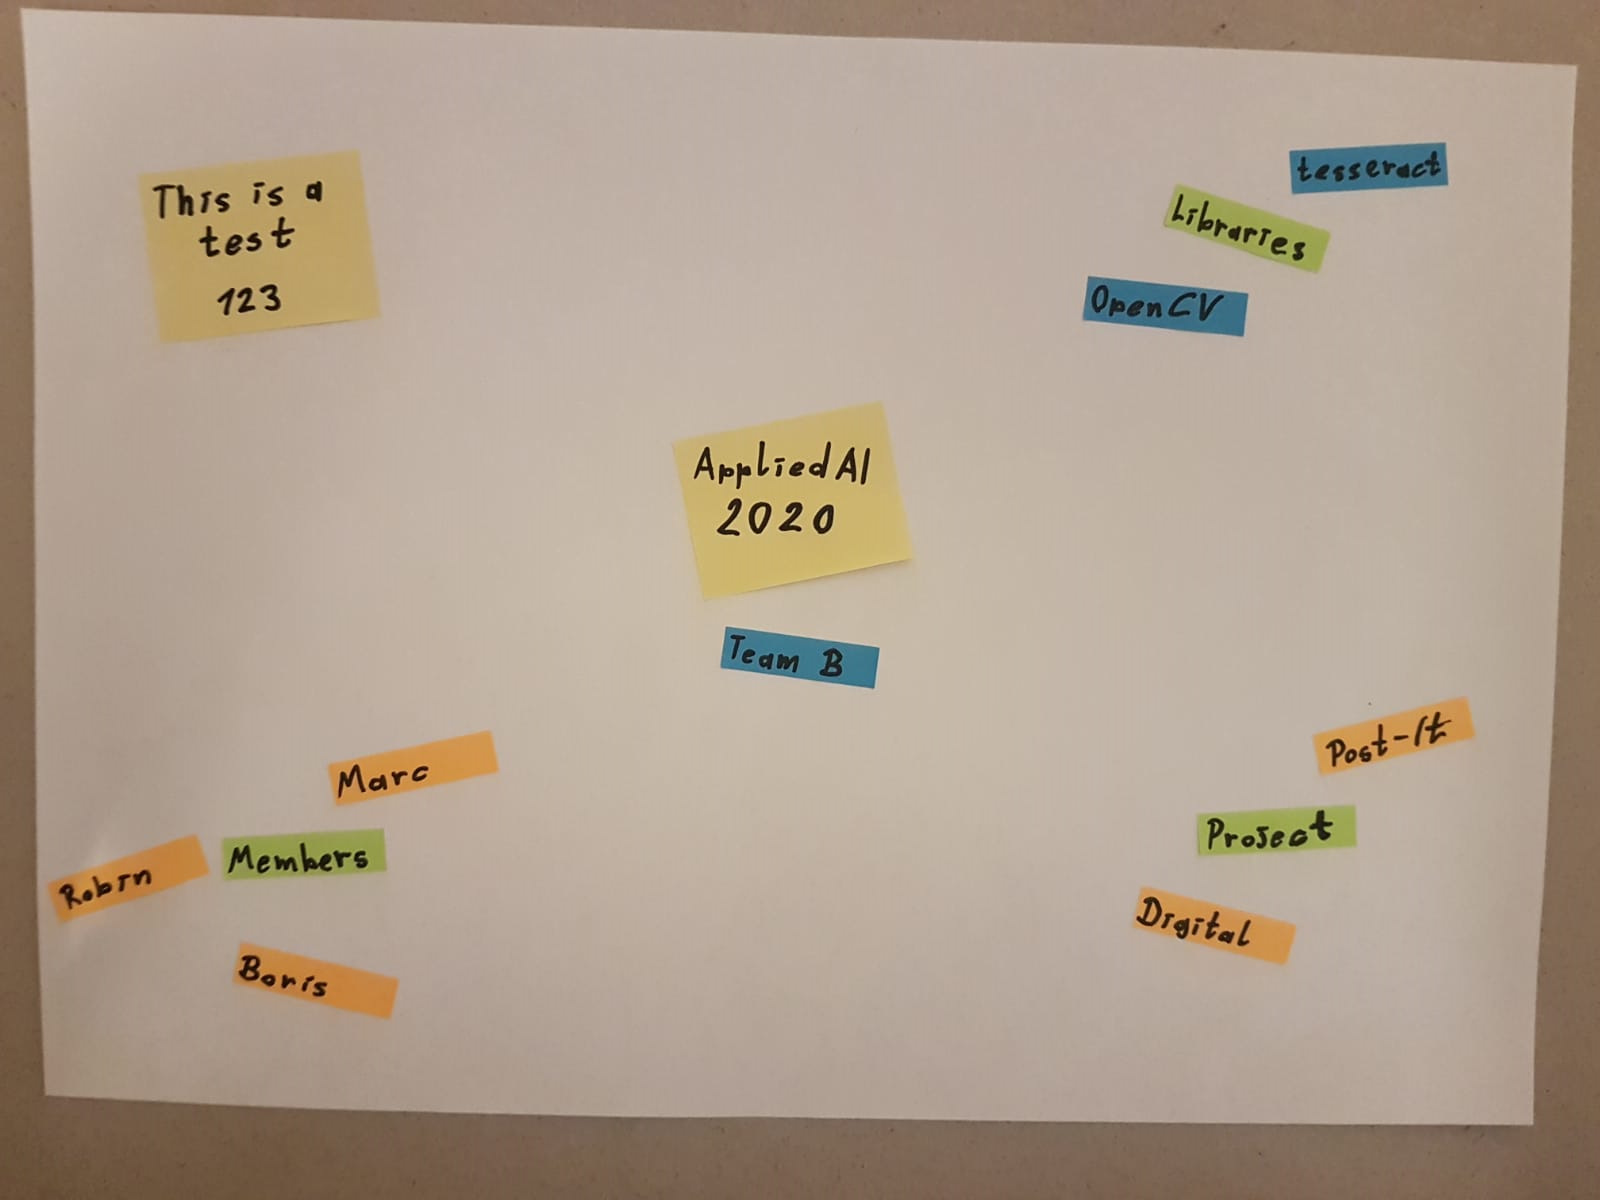 This is a
test
123
tesseract
Libraries
OpenCV
Applied AI
2020
Team B
Marc
Members
Robin
Boris
Post-It
Project
Digital